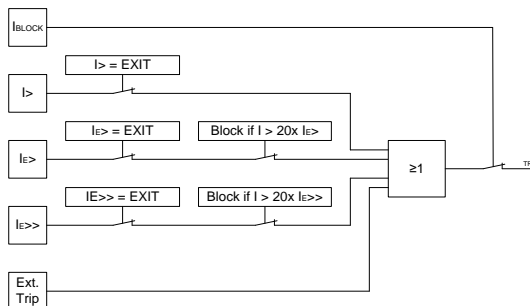 IBLOCK
I> = EXIT
I>
IE> = EXIT
Block if I > 20x IE>
IE>
≥1
IE>> = EXIT
Block if I > 20x IE>>
IE>>
Ext.
Trip